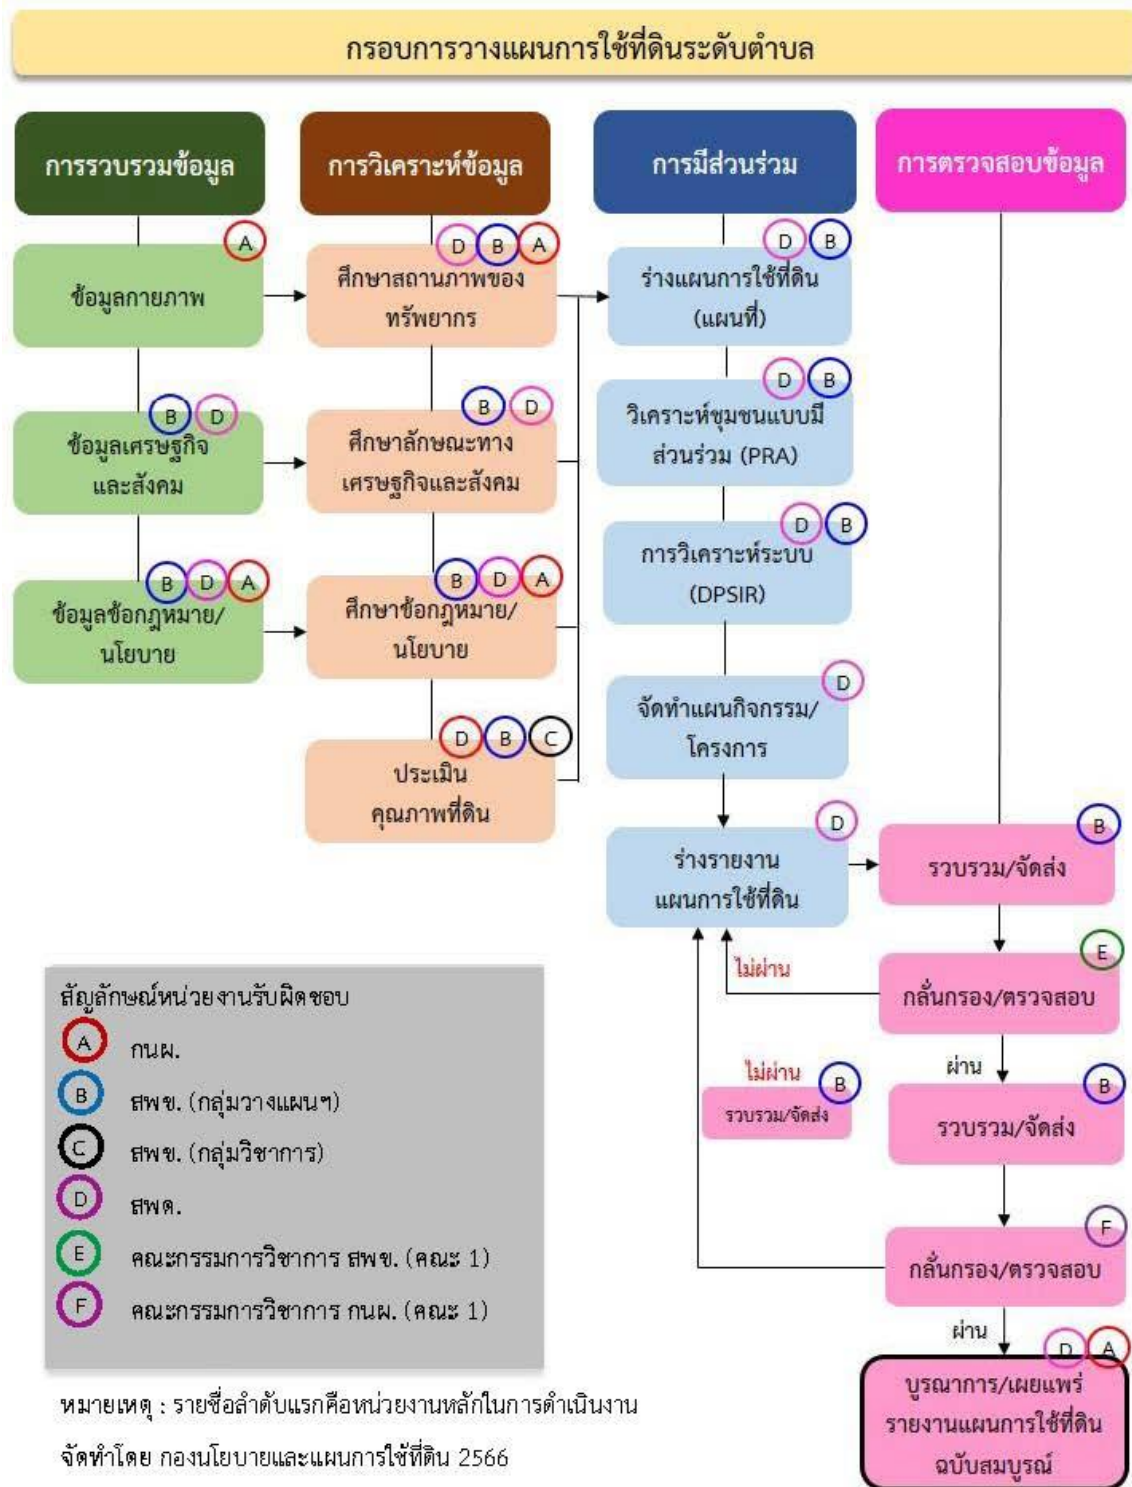 กรอบการวางแผนการใช้ที่ดินระดับตำบล
การรวบรวมข้อมูล
A
ข้อมูลกายภาพ
B D
ข้อมูลเศรษฐกิจ
และสังคม
B D A
ข้อมูลข้อกฎหมาย/
นโยบาย
การวิเคราะห์ข้อมูล
D B A
ศึกษาสถานภาพของ
ทรัพยากร
B D
ศึกษาลักษณะทาง
เศรษฐกิจและสังคม
B D A
ศึกษาข้อกฎหมาย/
นโยบาย
D B C
ประเมิน
คุณภาพที่ดิน
การมีส่วนร่วม
D B
ร่างแผนการใช้ที่ดิน
(แผนที่)
D B
วิเคราะห์ชุมชนแบบมี
ส่วนร่วม (PRA)
D B
การวิเคราะห์ระบบ
(DPSIR)
D
จัดทำแผนกิจกรรม/
โครงการ
D
ร่างรายงาน
แผนการใช้ที่ดิน
การตรวจสอบข้อมูล
B
รวบรวม/จัดส่ง
E
กลั่นกรอง/ตรวจสอบ
ไม่ผ่าน
ผ่าน
B
รวบรวม/จัดส่ง
ไม่ผ่าน
B
รวบรวม/จัดส่ง
F
กลั่นกรอง/ตรวจสอบ
ผ่าน
D A
บูรณาการ/เผยแพร่
รายงานแผนการใช้ที่ดิน
ฉบับสมบูรณ์
สัญลักษณ์หน่วยงานรับผิดชอบ
A กนผ.
B สพข. (กลุ่มวางแผนฯ)
C สพข. (กลุ่มวิชาการ)
D สพด.
E คณะกรรมการวิชาการ สพข. (คณะ 1)
F คณะกรรมการวิชาการ กนผ. (คณะ 1)
หมายเหตุ : รายชื่อลำดับแรกคือหน่วยงานหลักในการดำเนินงาน
จัดทำโดย กองนโยบายและแผนการใช้ที่ดิน 2566